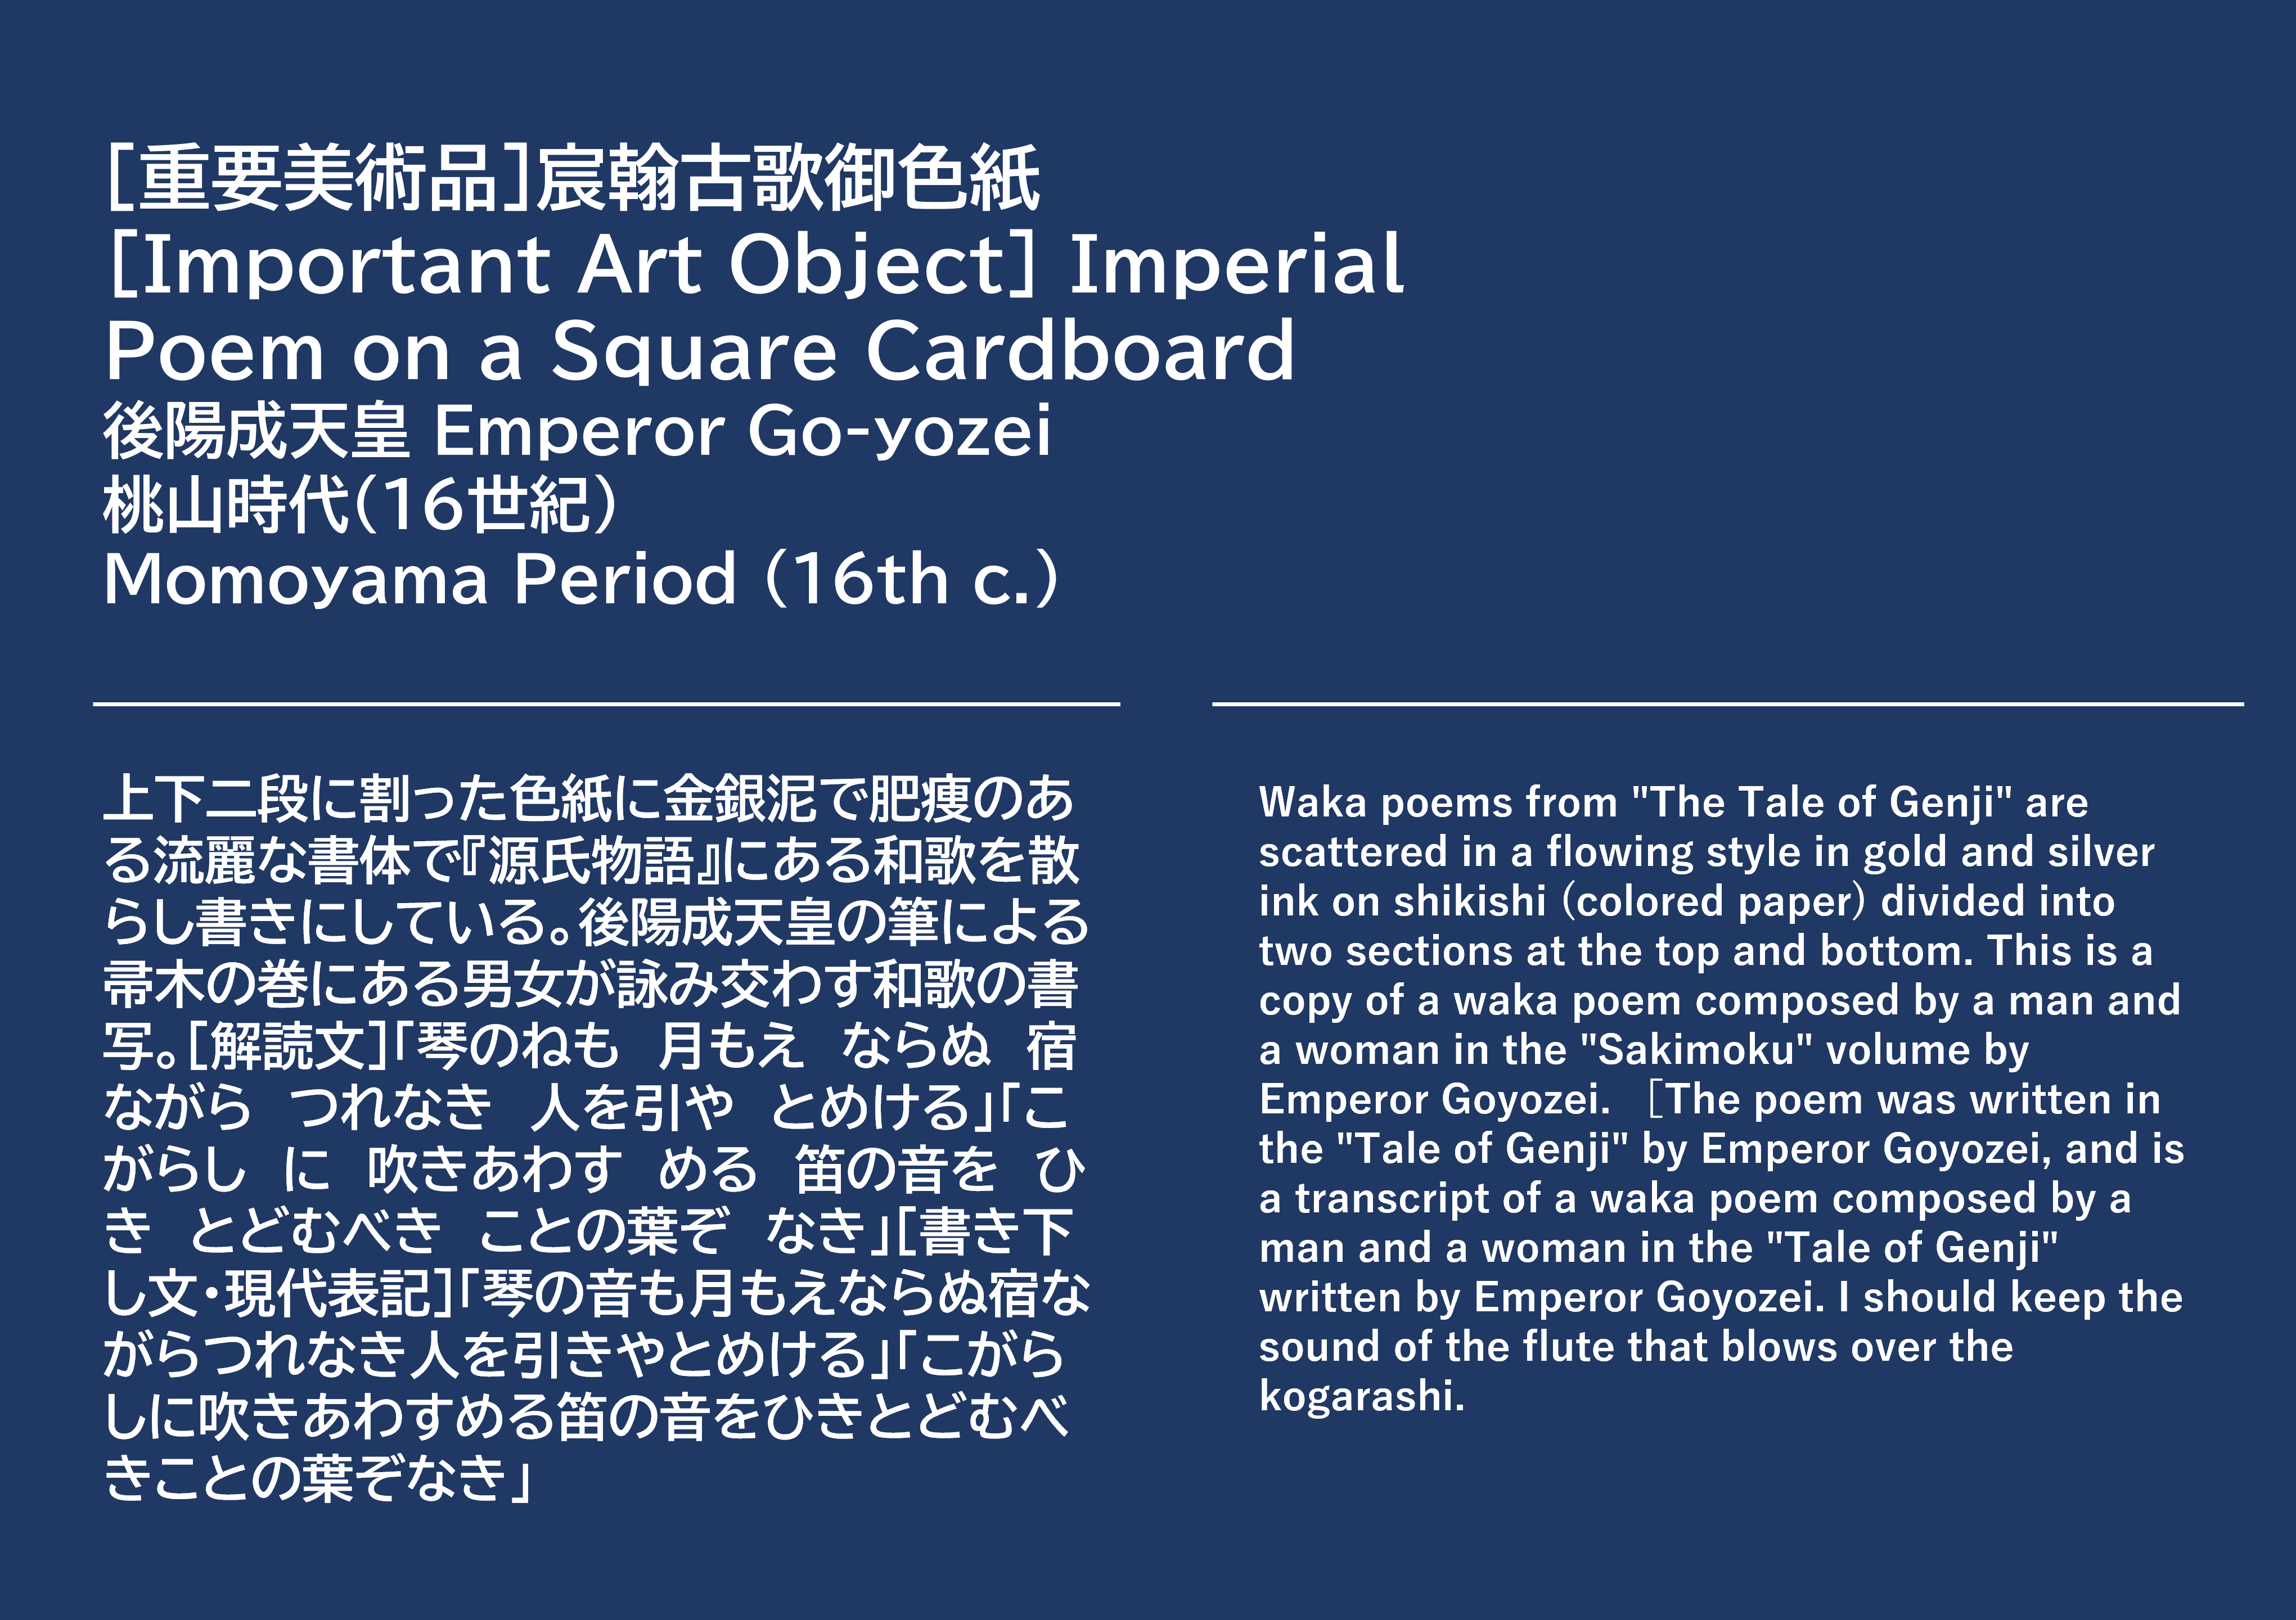 [重要美術品]宸翰古歌御色紙
[Important Art Object] Imperial
Poem on a Square Cardboard
後陽成天皇 Emperor Go-yozei
桃山時代(16世紀)
Momoyama Period (16th c.)
上下二段に割った色紙に金銀泥で肥痩のあ
る流麗な書体で『源氏物語』にある和歌を散
らし書きにしている。後陽成天皇の筆による
帚木の巻にある男女が詠み交わす和歌の書
写。[解読文]「琴のねも　月もえ　ならぬ　宿
ながら　つれなき　人を引や　とめける」「こ
がらし　に　吹きあわす　める　笛の音を　ひ
き　とどむべき　ことの葉ぞ　なき」[書き下
し文・現代表記]「琴の音も月もえならぬ宿な
がらつれなき人を引きやとめける」「こがら
しに吹きあわすめる笛の音をひきとどむべ
きことの葉ぞなき」
Waka poems from "The Tale of Genji" are
scattered in a flowing style in gold and silver
ink on shikishi (colored paper) divided into
two sections at the top and bottom. This is a
copy of a waka poem composed by a man and
a woman in the "Sakimoku" volume by
Emperor Goyozei.　[The poem was written in
the "Tale of Genji" by Emperor Goyozei, and is
a transcript of a waka poem composed by a
man and a woman in the "Tale of Genji"
written by Emperor Goyozei. I should keep the
sound of the flute that blows over the
kogarashi.